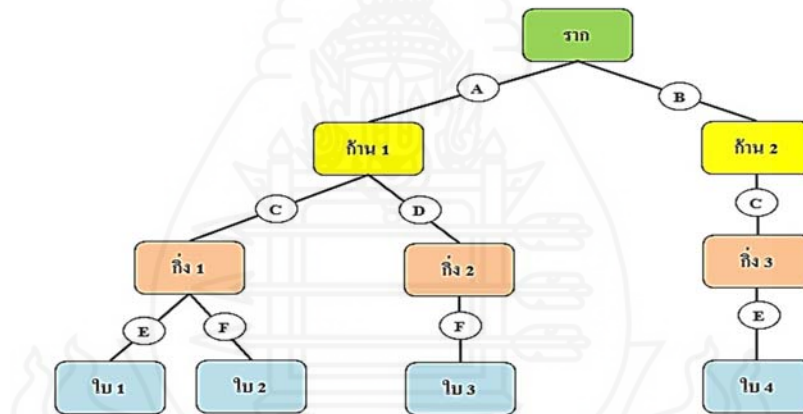 ราก
A
B
ก้าน 1
ก้าน 2
C
D
C
กิ่ง 1
กิ่ง 2
กิ่ง 3
E
F
F
E
ใบ 1
ใบ 2
ใบ 3
ใบ 4